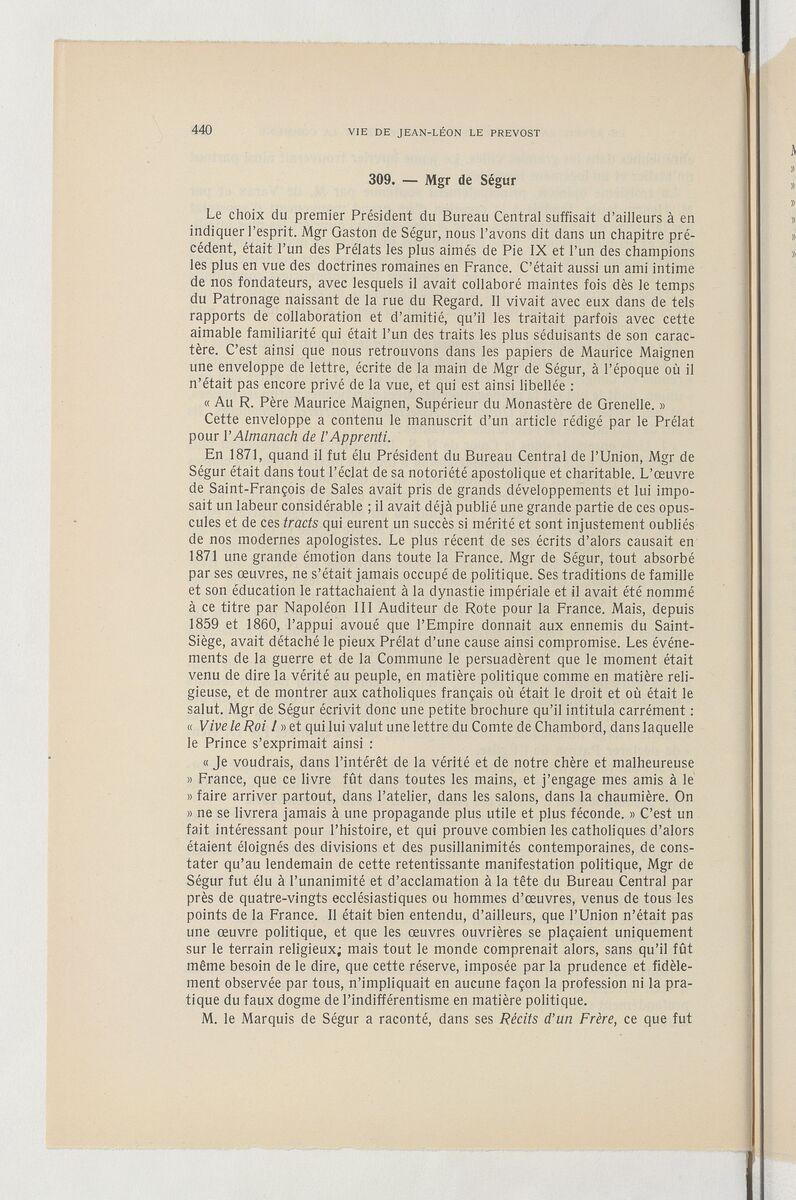 440
VIE DE JEAN-LÉON LE PREVOST
309. — Mgr de Ségur
Le choix du premier Président du Bureau Central suffisait d'ailleurs à en
indiquer l'esprit. Mgr Gaston de Ségur, nous l'avons dit dans un chapitre pré-
cédent, était l'un des Prélats les plus aimés de Pie IX et l'un des champions
les plus en vue des doctrines romaines en France. C'était aussi un ami intime
de nos fondateurs, avec lesquels il avait collaboré maintes fois dès le temps
du Patronage naissant de la rue du Regard. Il vivait avec eux dans de tels
rapports de collaboration et d'amitié, qu'il les traitait parfois avec cette
aimable familiarité qui était l'un des traits les plus séduisants de son carac-
tère. C'est ainsi que nous retrouvons dans les papiers de Maurice Maignen
une enveloppe de lettre, écrite de la main de Mgr de Ségur, à l'époque où il
n'était pas encore privé de la vue, et qui est ainsi libellée :
« Au R. Père Maurice Maignen, Supérieur du Monastère de Grenelle. »
Cette enveloppe a contenu le manuscrit d'un article rédigé par le Prélat
pour l'Almanach de l'Apprenti.
En 1871, quand il fut élu Président du Bureau Central de l'Union, Mgr de
Ségur était dans tout l'éclat de sa notoriété apostolique et charitable. L'œuvre
de Saint-François de Sales avait pris de grands développements et lui impo-
sait un labeur considérable ; il avait déjà publié une grande partie de ces opus-
cules et de ces tracts qui eurent un succès si mérité et sont injustement oubliés
de nos modernes apologistes. Le plus récent de ses écrits d'alors causait en
1871 une grande émotion dans toute la France. Mgr de Ségur, tout absorbé
par ses œuvres, ne s'était jamais occupé de politique. Ses traditions de famille
et son éducation le rattachaient à la dynastie impériale et il avait été nommé
à ce titre par Napoléon III Auditeur de Rote pour la France. Mais, depuis
1859 et 1860, l'appui avoué que l'Empire donnait aux ennemis du Saint-
Siège, avait détaché le pieux Prélat d'une cause ainsi compromise. Les événe-
ments de la guerre et de la Commune le persuadèrent que le moment était
venu de dire la vérité au peuple, en matière politique comme en matière reli-
gieuse, et de montrer aux catholiques français où était le droit et où était le
salut. Mgr de Ségur écrivit donc une petite brochure qu'il intitula carrément :
« Vive le Roi ! » et qui lui valut une lettre du Comte de Chambord, dans laquelle
le Prince s'exprimait ainsi :
« Je voudrais, dans l'intérêt de la vérité et de notre chère et malheureuse
» France, que ce livre fût dans toutes les mains, et j'engage mes amis à le
» faire arriver partout, dans l'atelier, dans les salons, dans la chaumière. On
» ne se livrera jamais à une propagande plus utile et plus féconde. » C'est un
fait intéressant pour l'histoire, et qui prouve combien les catholiques d'alors
étaient éloignés des divisions et des pusillanimités contemporaines, de cons-
tater qu'au lendemain de cette retentissante manifestation politique, Mgr de
Ségur fut élu à l'unanimité et d'acclamation à la tête du Bureau Central par
près de quatre-vingts ecclésiastiques ou hommes d'œuvres, venus de tous les
points de la France. Il était bien entendu, d'ailleurs, que l'Union n'était pas
une œuvre politique, et que les œuvres ouvrières se plaçaient uniquement
sur le terrain religieux; mais tout le monde comprenait alors, sans qu'il fût
même besoin de le dire, que cette réserve, imposée par la prudence et fidèle-
ment observée par tous, n'impliquait en aucune façon la profession ni la pra-
tique du faux dogme de l'indifférentisme en matière politique.
M. le Marquis de Ségur a raconté, dans ses Récits d'un Frère, ce que fut